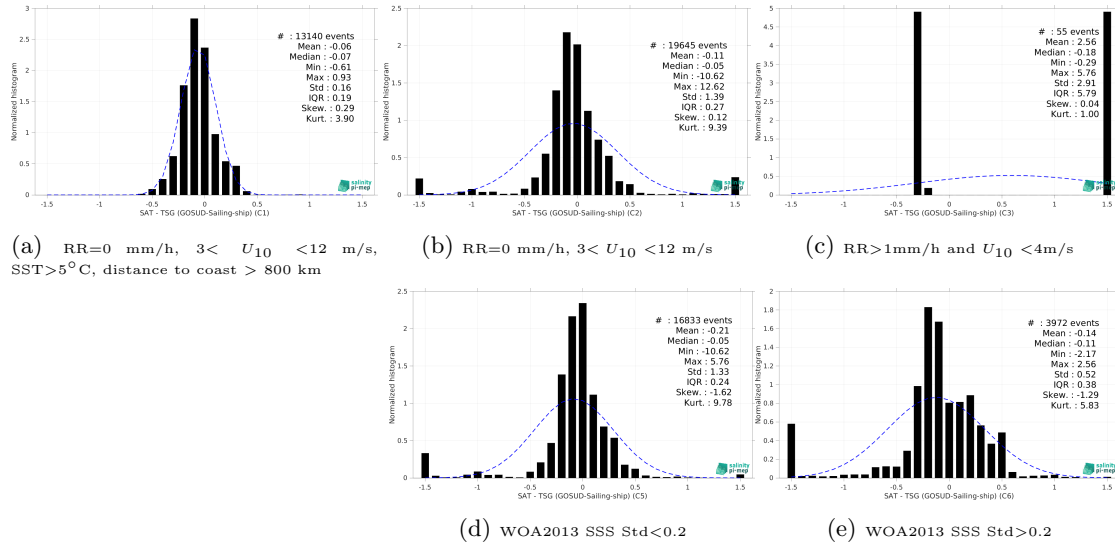 3
2.5
2
1.5
1
0.5
0
-1.5
-1
-0.5
0
0.5
1
1.5
Normalized histogram
# : 13140 events
Mean : -0.06
Median : -0.07
Min : -0.61
Max : 0.93
Std : 0.16
IQR : 0.19
Skew. : 0.29
Kurt. : 3.90
salinity
pi-mep
SAT - TSG (GOSUD-Sailing-ship) (C1)
(a) RR=0 mm/h, 3< U10 <12 m/s,
SST>5°C, distance to coast > 800 km
2.5
2
1.5
1
0.5
0
-1.5
-1
-0.5
0
0.5
1
1.5
Normalized histogram
# : 19645 events
Mean : -0.11
Median : -0.05
Min : -10.62
Max : 12.62
Std : 1.39
IQR : 0.27
Skew. : 0.12
Kurt. : 9.39
salinity
pi-mep
SAT - TSG (GOSUD-Sailing-ship) (C2)
(b) RR=0 mm/h, 3< U10 <12 m/s
5
4.5
4
3.5
3
2.5
2
1.5
1
0.5
0
-1.5
-1
-0.5
0
0.5
1
1.5
Normalized histogram
# : 55 events
Mean : 2.56
Median : -0.18
Min : -0.29
Max : 5.76
Std : 2.91
IQR : 5.79
Skew. : 0.04
Kurt. : 1.00
salinity
pi-mep
SAT - TSG (GOSUD-Sailing-ship) (C3)
(c) RR>1mm/h and U10 <4m/s
2.5
2
1.5
1
0.5
0
-1.5
-1
-0.5
0
0.5
1
1.5
Normalized histogram
# : 16833 events
Mean : -0.21
Median : -0.05
Min : -10.62
Max : 5.76
Std : 1.33
IQR : 0.24
Skew. : -1.62
Kurt. : 9.78
salinity
pi-mep
SAT - TSG (GOSUD-Sailing-ship) (C5)
(d) WOA2013 SSS Std<0.2
2
1.8
1.6
1.4
1.2
1
0.8
0.6
0.4
0.2
0
-1.5
-1
-0.5
0
0.5
1
1.5
Normalized histogram
# : 3972 events
Mean : -0.14
Median : -0.11
Min : -2.17
Max : 2.56
Std : 0.52
IQR : 0.38
Skew. : -1.29
Kurt. : 5.83
salinity
pi-mep
SAT - TSG (GOSUD-Sailing-ship) (C6)
(e) WOA2013 SSS Std>0.2